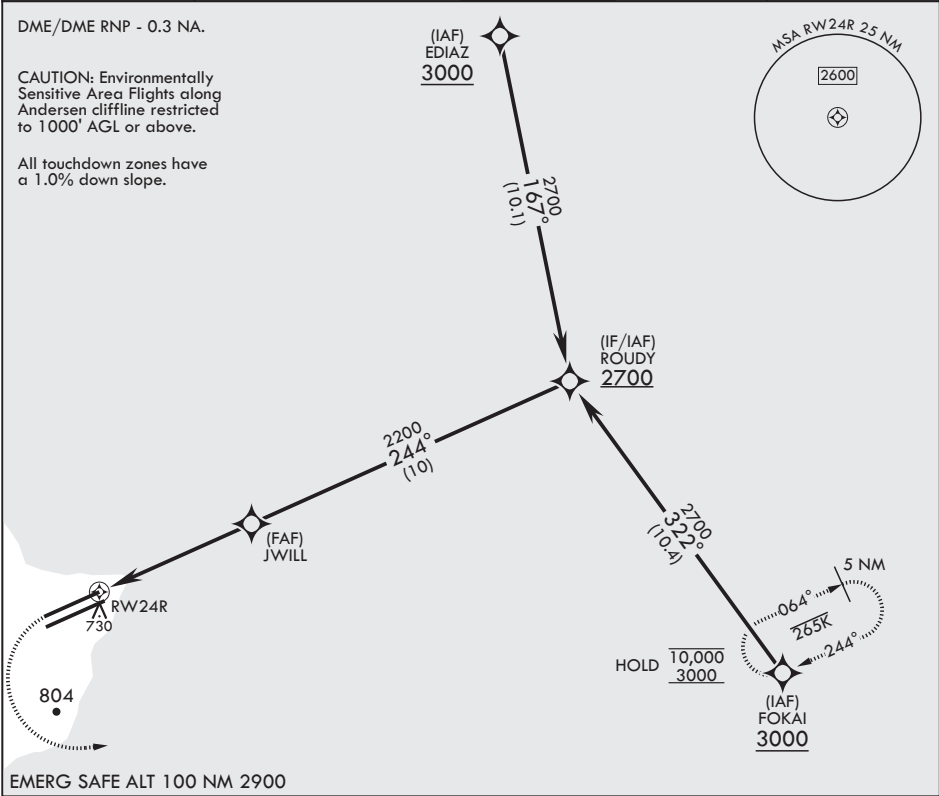 DME/DME RNP - 0.3 NA.
CAUTION: Environmentally
Sensitive Area Flights along
Andersen cliffline restricted
to 1000' AGL or above.
All touchdown zones have
a 1.0% down slope.
(IAF)
EDIAZ
3000
MSA RW24R 25 NM
2600
2700
167°
(10.1)
(IF/IAF)
ROUDY
2700
2200
244°
(10)
(FAF)
JWILL
2700
322°
(10.4)
5 NM
064°
265K
244°
HOLD
10,000
3000
(IAF)
FOKAI
3000
RW24R
730
804
EMERG SAFE ALT 100 NM 2900